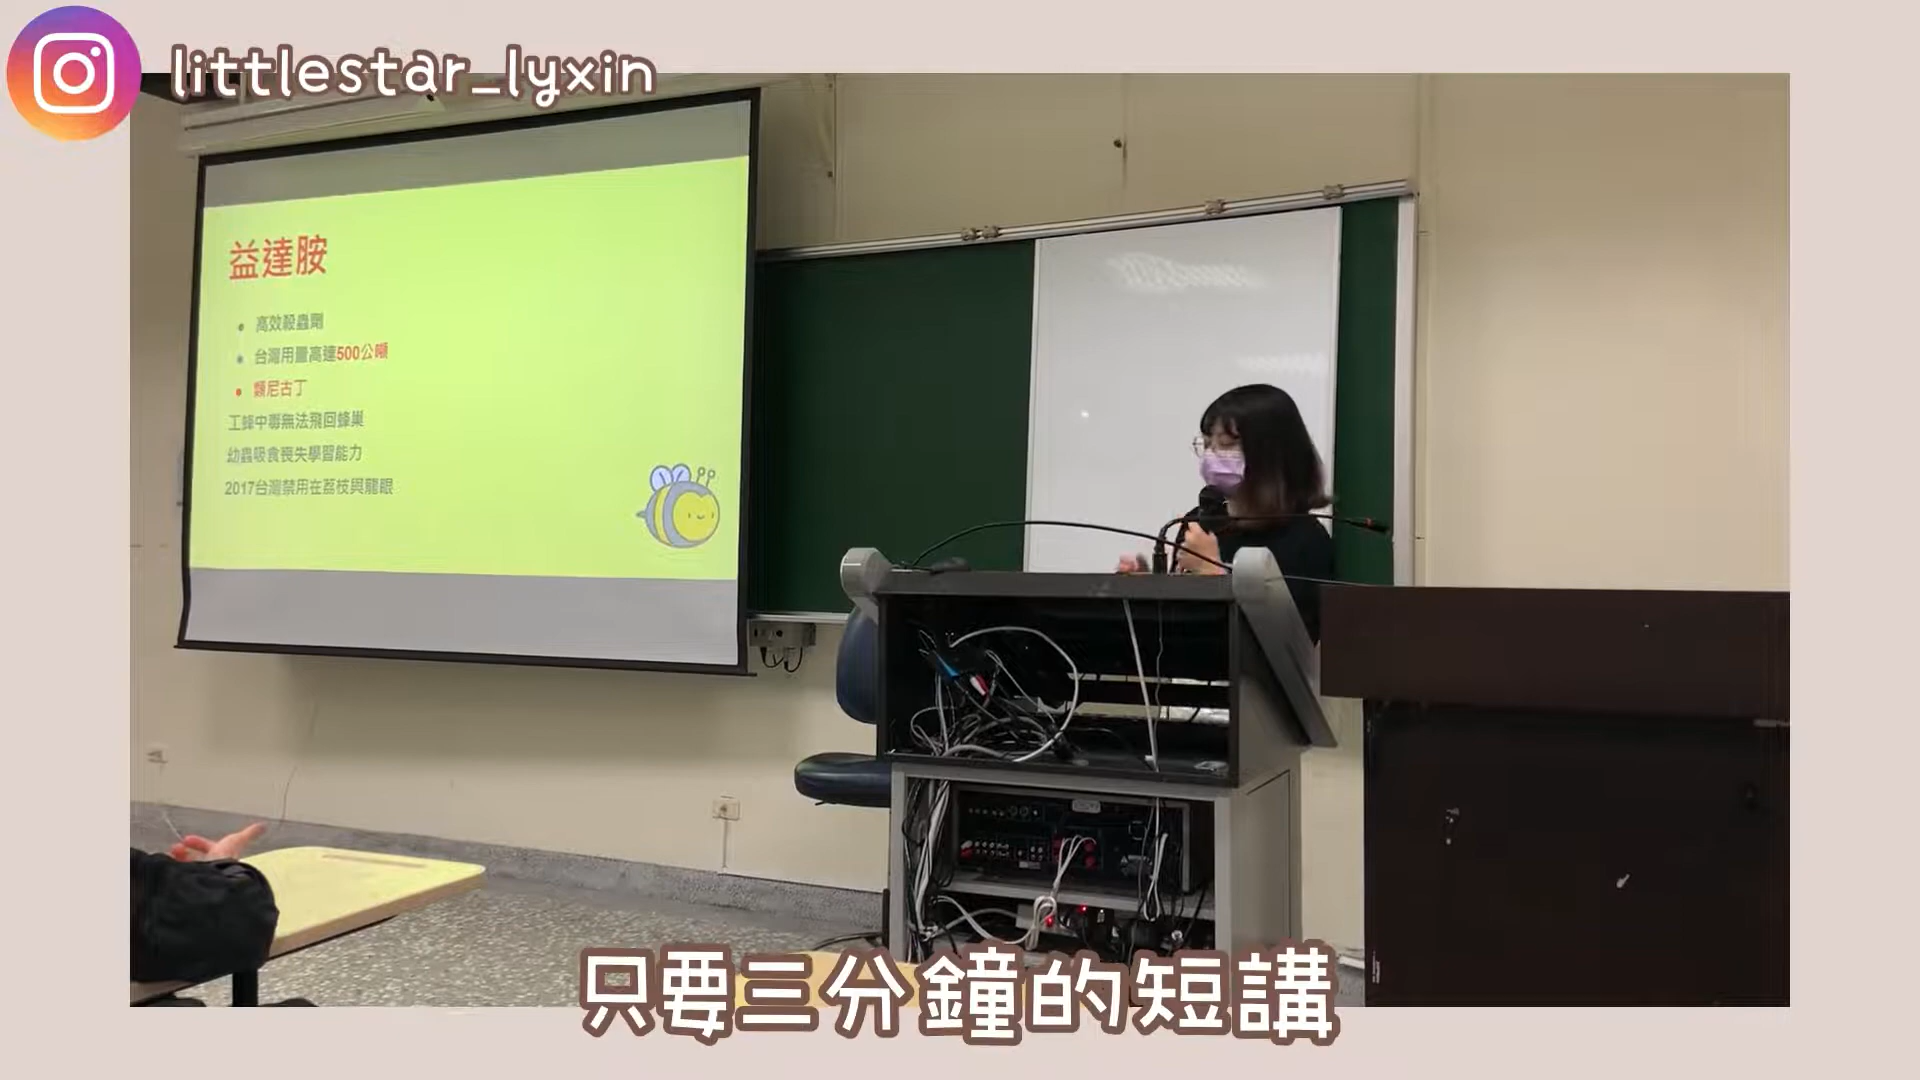 littlestar_lyxin
益達胺
高效殺蟲劑
台灣用量高達500公噸
類尼古丁
工蜂中毒無法飛回蜂巢
幼蟲吸食喪失學習能力
2017台灣禁用在荔枝與龍眼
只要三分鐘的短講